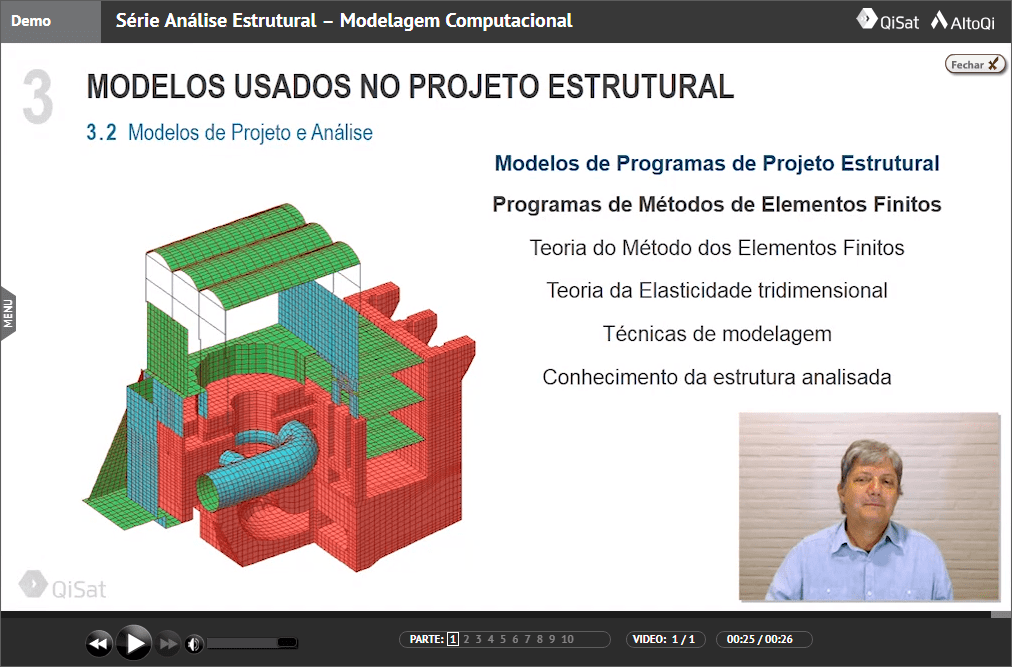 Demo
Série Análise Estrutural – Modelagem Computacional
QiSat
AltoQi
Fechar
3
MODELOS USADOS NO PROJETO ESTRUTURAL
3.2 Modelos de Projeto e Análise
Modelos de Programas de Projeto Estrutural
Programas de Métodos de Elementos Finitos
Teoria do Método dos Elementos Finitos
Teoria da Elasticidade tridimensional
Técnicas de modelagem
Conhecimento da estrutura analisada
MENU
QiSat
PARTE: 1 2 3 4 5 6 7 8 9 10
VIDEO: 1 / 1
00:25 / 00:26